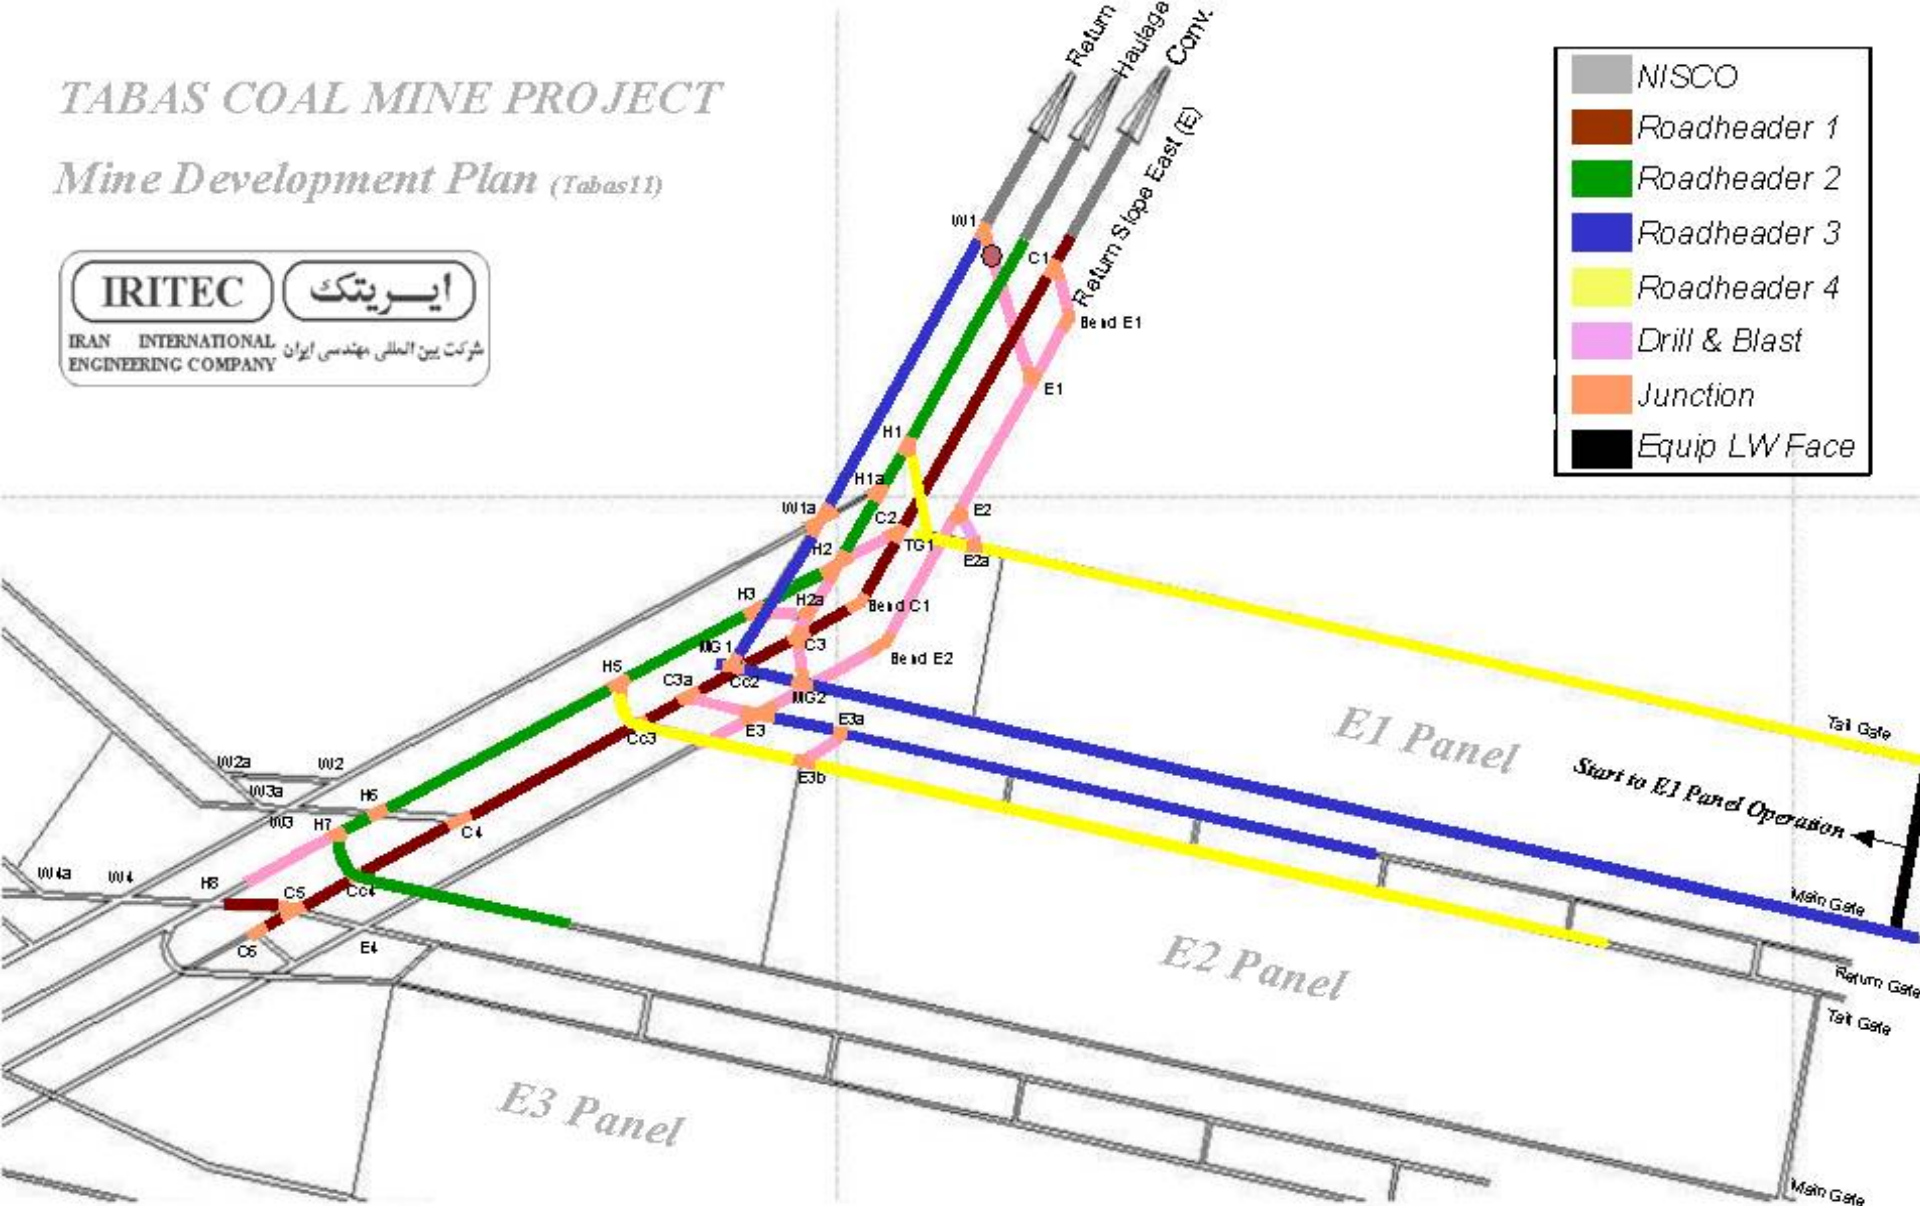 TABAS COAL MINE PROJECT
Mine Development Plan (Tabas11)
IRITEC
ایــریتک
IRAN INTERNATIONAL
ENGINEERING COMPANY
شرکت بین المللی مهندسی ایران
Return
Haulage
Conv.
Return Slope East (E)
NISCO
Roadheader 1
Roadheader 2
Roadheader 3
Roadheader 4
Drill & Blast
Junction
Equip LW Face
W1
C1
Bend E1
E1
H1
H1a
W1a
C2
E2
H2
TG1
E2a
H3
H2a
Bend C1
MG1
C3
Bend E2
H5
C3a
Cc2
MG2
E3a
Cc3
E3
E3b
W2a
W2
W3a
H6
W3
H7
C4
W4a
W4
H8
C5
Cc4
C6
E4
E1 Panel
Tail Gate
Start to E1 Panel Operation
Main Gate
E2 Panel
Return Gate
Tail Gate
E3 Panel
Main Gate